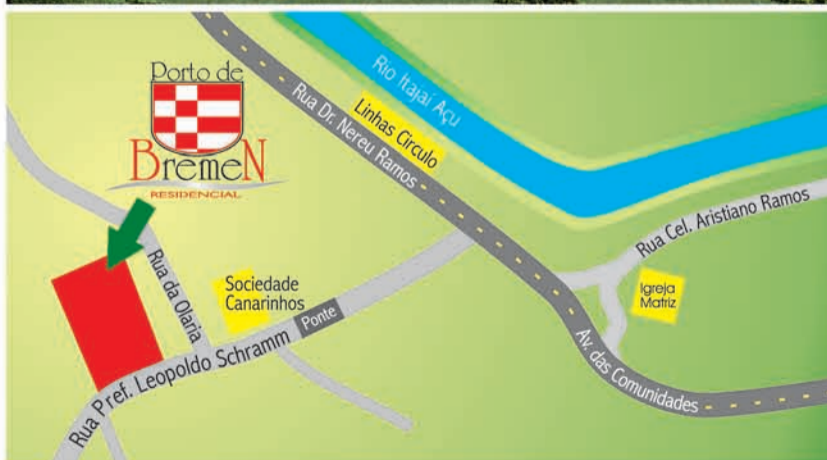 Porto de
BremeN
RESIDENCIAL
Rio Itajaí Açu
Linhas Circulo
Rua Dr. Nereu Ramos
Rua Cel. Aristiano Ramos
Igreja
Matriz
Rua da Olaria
Sociedade
Canarinhos
Ponte
Rua Pref. Leopoldo Schramm
Av. das Comunidades